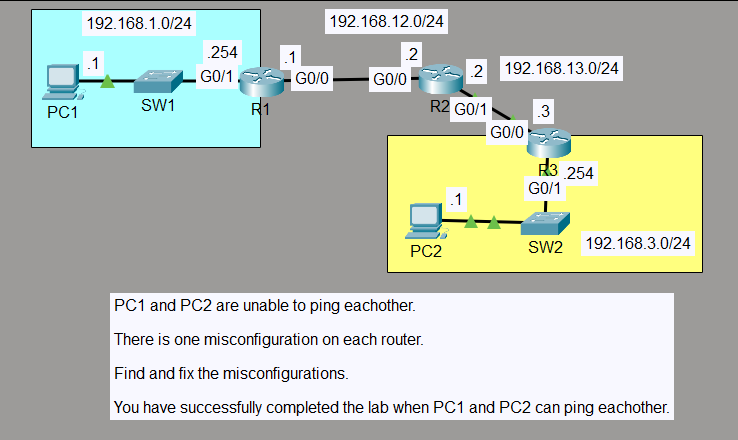 192.168.1.0/24
192.168.12.0/24
.254
.1
.2
.1
G0/1
G0/0
G0/0
.2
192.168.13.0/24
PC1
SW1
R1
R2
G0/1
.3
G0/0
R3
.254
G0/1
.1
PC2
SW2
192.168.3.0/24
PC1 and PC2 are unable to ping eachother.
There is one misconfiguration on each router.
Find and fix the misconfigurations.
You have successfully completed the lab when PC1 and PC2 can ping eachother.